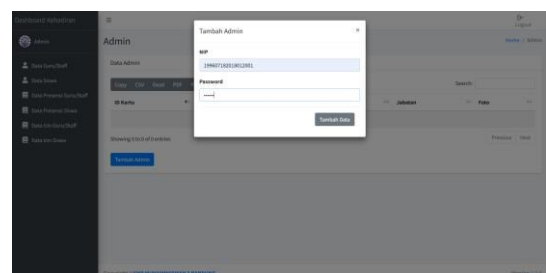 Dashboard Kehadiran
Logout
Admin
Data Guru/Staff
Data Siswa
Data Presensi Guru/Staff
Data Presensi Siswa
Data Izin Guru/Staff
Data Izin Siswa
Admin
Home / Admin
Data Admin
Copy CSV Excel PDF
Search:
ID Kartu
Jabatan
Foto
Showing 0 to 0 of 0 entries
Previous Next
Tambah Admin
Tambah Admin
×
NIP
Password
Tambah Data